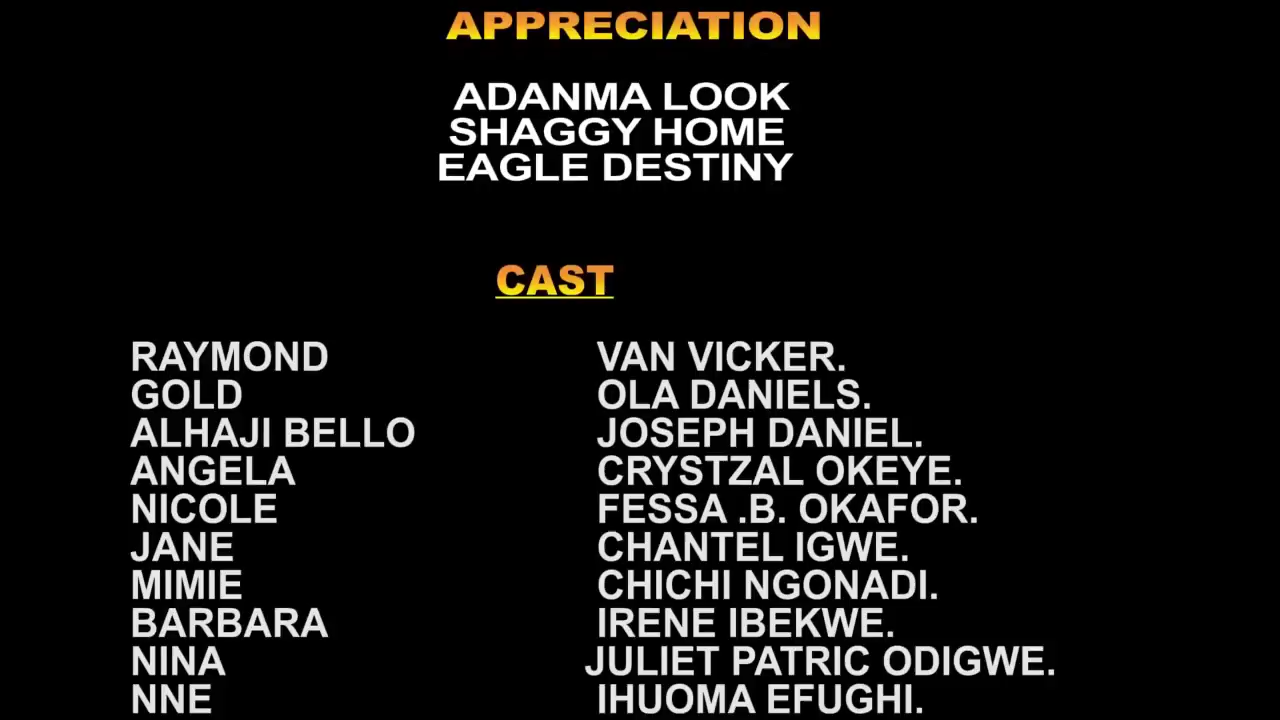 APPRECIATION
ADANMA LOOK
SHAGGY HOME
EAGLE DESTINY
CAST
RAYMOND VAN VICKER.
GOLD OLA DANIELS.
ALHAJI BELLO JOSEPH DANIEL.
ANGELA CRYSTZAL OKEYE.
NICOLE FESSA .B. OKAFOR.
JANE CHANTEL IGWE.
MIMIE CHICHI NGONADI.
BARBARA IRENE IBEKWE.
NINA JULIET PATRIC ODIGWE.
NNE IHUOMA EFUGHI.